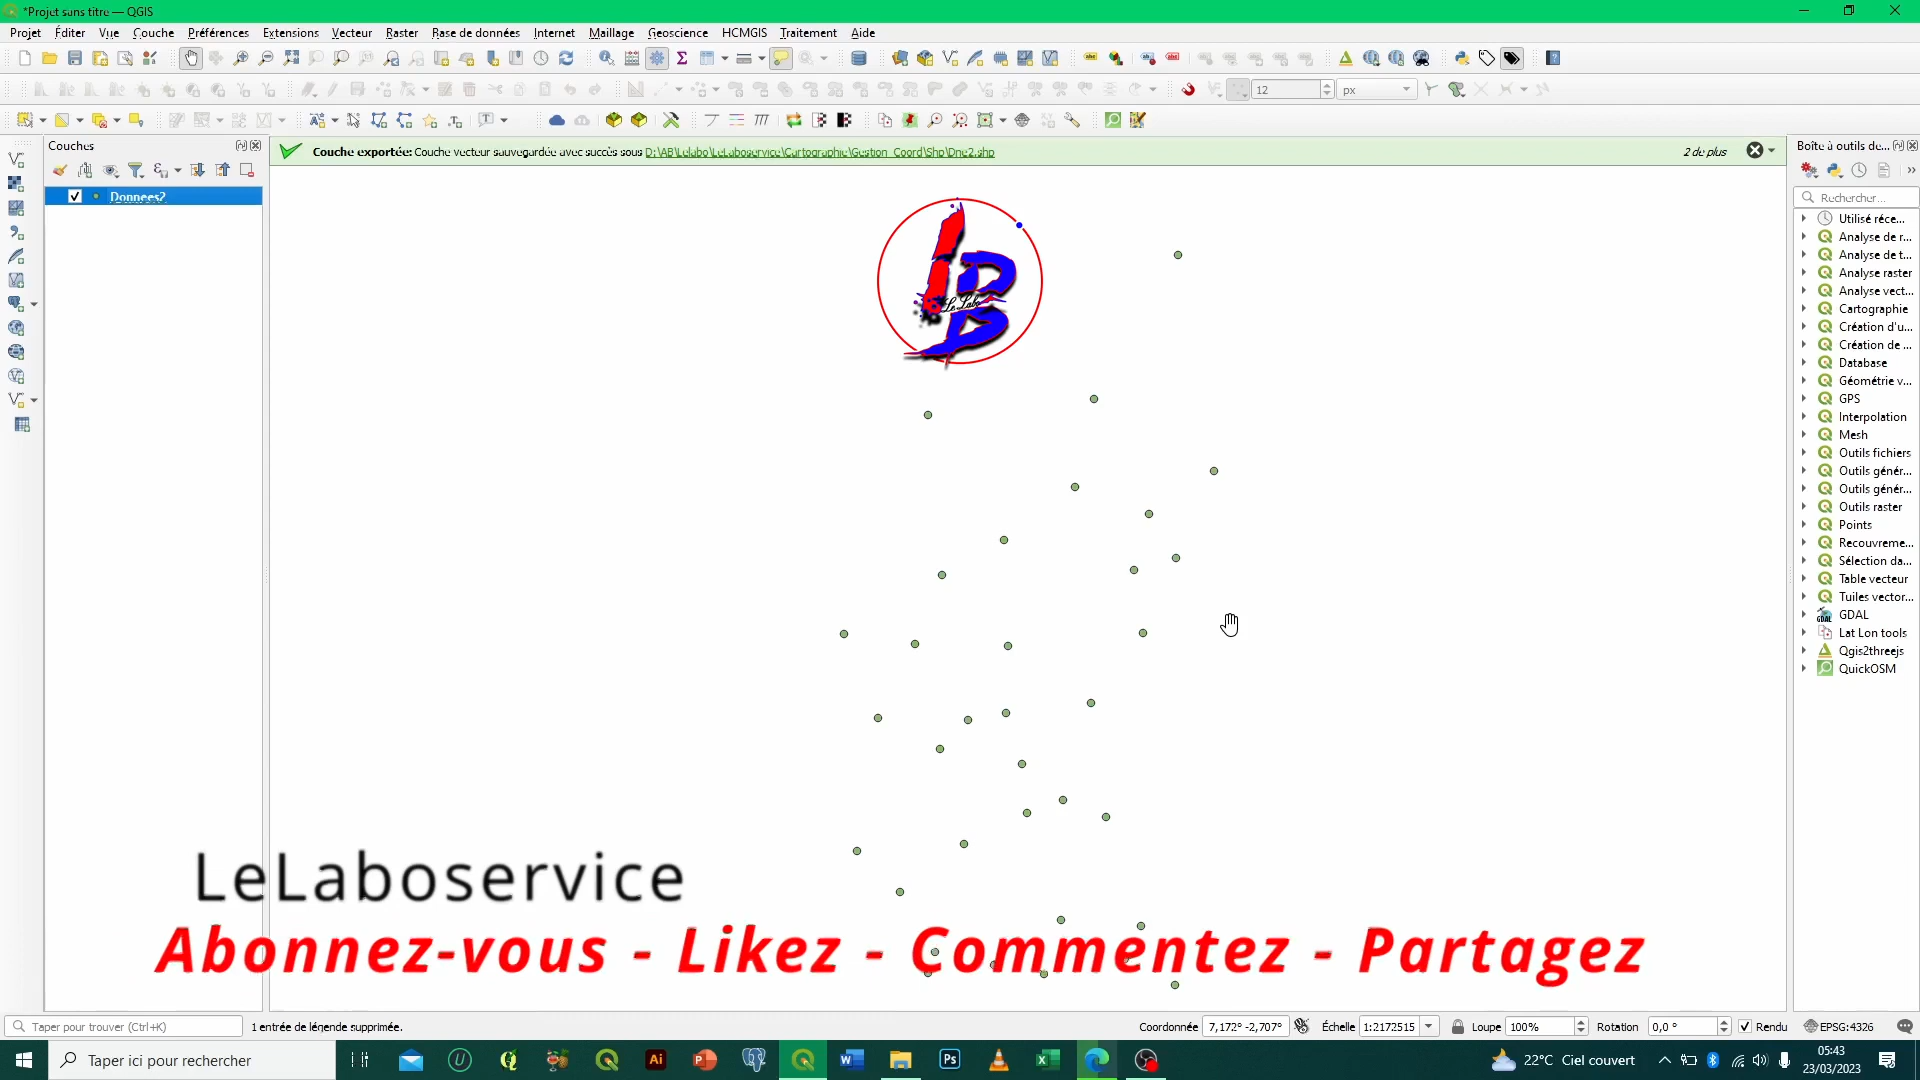 *Projet sans titre — QGIS
Projet Éditer Vue Couche Préférences Extensions Vecteur Raster Base de données Internet Maillage Geoscience HCMGIS Traitement Aide
12 px
Couches
Couche exportée: Couche vecteur sauvegardée avec succès sous D:\AB\Lelabo\LeLaboservice\Cartographie\Gestion_Coord\Shp\Dne2.shp
2 de plus
Boîte à outils de...
Donnees2
Rechercher...
Utilisé réce...
Analyse de r...
Analyse de t...
Analyse raster
Analyse vect...
Cartographie
Création d'u...
Création de ...
Database
Géométrie v...
GPS
Interpolation
Mesh
Outils fichiers
Outils génér...
Outils génér...
Outils raster
Points
Recouvreme...
Sélection da...
Table vecteur
Tuiles vector...
GDAL
Lat Lon tools
Qgis2threejs
QuickOSM
Le Labo
LeLaboservice
Abonnez-vous - Likez - Commentez - Partagez
Taper pour trouver (Ctrl+K)
1 entrée de légende supprimée.
Coordonnée 7,172° -2,707° Échelle 1:2172515 Loupe 100% Rotation 0,0 ° Rendu EPSG:4326
Taper ici pour rechercher
22°C Ciel couvert
05:43
23/03/2023